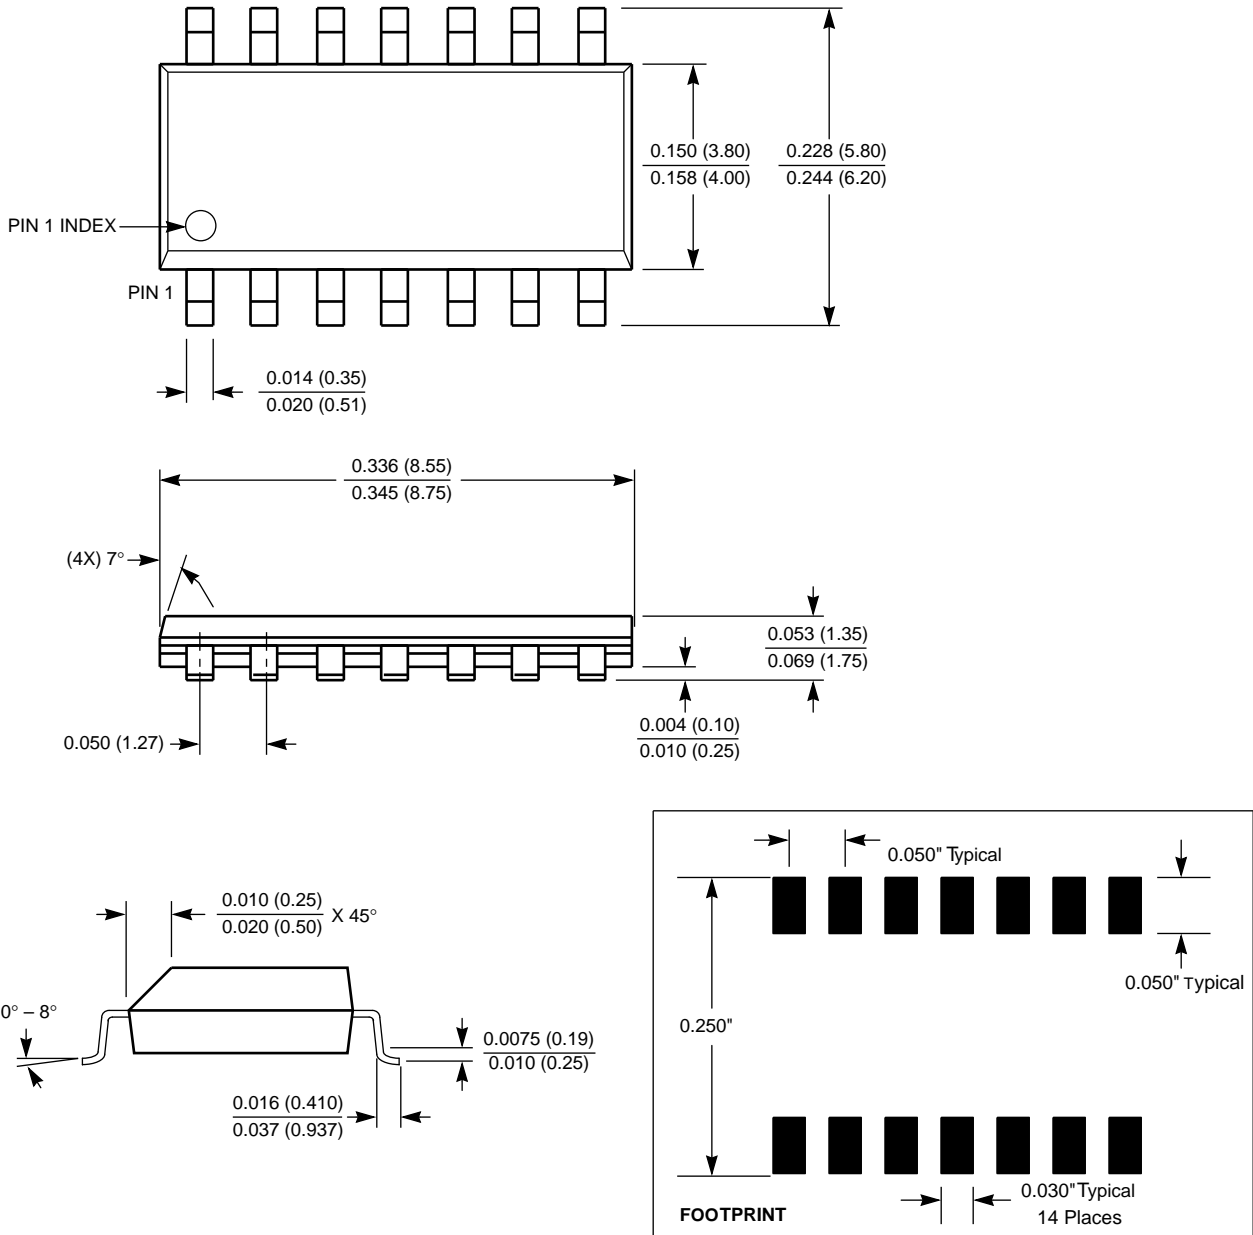 0.150 (3.80)
0.158 (4.00)
0.228 (5.80)
0.244 (6.20)
PIN 1 INDEX
PIN 1
0.014 (0.35)
0.020 (0.51)
0.336 (8.55)
0.345 (8.75)
(4X) 7°
0.053 (1.35)
0.069 (1.75)
0.004 (0.10)
0.010 (0.25)
0.050 (1.27)
0.050" Typical
0.010 (0.25)
0.020 (0.50)
X 45°
0.050" Typical
0° – 8°
0.250"
0.0075 (0.19)
0.010 (0.25)
0.016 (0.410)
0.037 (0.937)
0.030" Typical
14 Places
FOOTPRINT